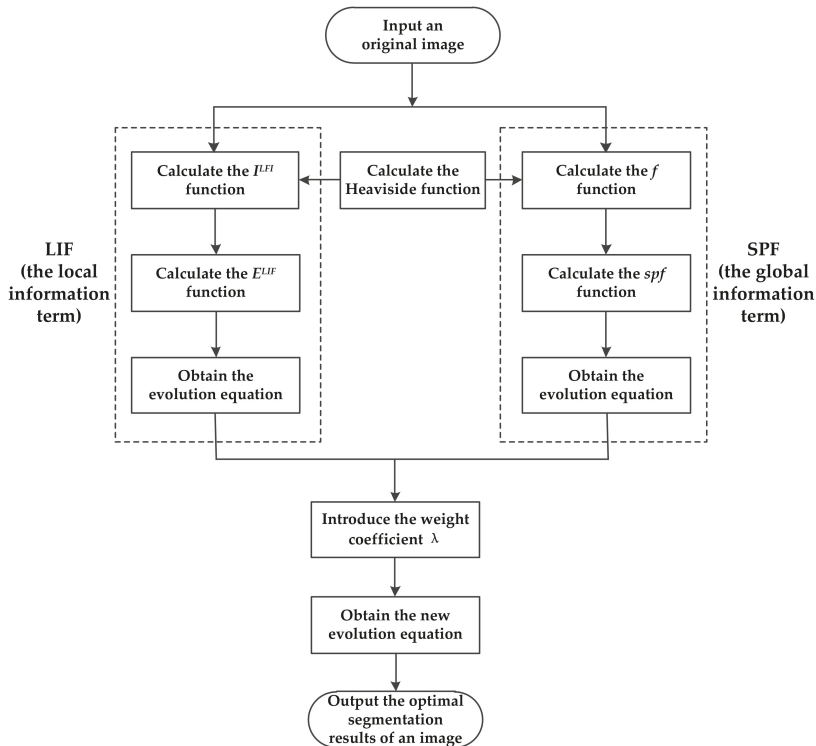 Input an
original image
Calculate the I^LFI
function
Calculate the
Heaviside function
Calculate the f
function
LIF
(the local
information
term)
Calculate the E^LIF
function
Calculate the spf
function
SPF
(the global
information
term)
Obtain the
evolution equation
Obtain the
evolution equation
Introduce the weight
coefficient λ
Obtain the new
evolution equation
Output the optimal
segmentation
results of an image